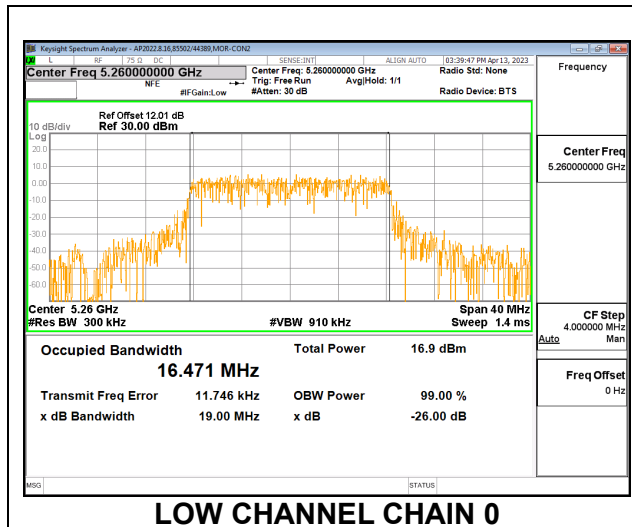 Keysight Spectrum Analyzer - AP2022.8.16,85502/44389,MOR-CON2
L RF 75 Ω DC SENSE:INT ALIGN AUTO 03:39:47 PM Apr 13, 2023
Center Freq 5.260000000 GHz Center Freq: 5.260000000 GHz Radio Std: None Frequency
NFE Trig: Free Run Avg|Hold: 1/1
#IFGain:Low #Atten: 30 dB Radio Device: BTS
Ref Offset 12.01 dB
10 dB/div Ref 30.00 dBm
Log
20.0
10.0
0.00
-10.0
-20.0
-30.0
-40.0
-50.0
-60.0
Center Freq
5.260000000 GHz
Center 5.26 GHz Span 40 MHz
#Res BW 300 kHz #VBW 910 kHz Sweep 1.4 ms
CF Step
4.000000 MHz
Auto Man
Occupied Bandwidth Total Power 16.9 dBm
16.471 MHz
Freq Offset
0 Hz
Transmit Freq Error 11.746 kHz OBW Power 99.00 %
x dB Bandwidth 19.00 MHz x dB -26.00 dB
MSG STATUS
LOW CHANNEL CHAIN 0